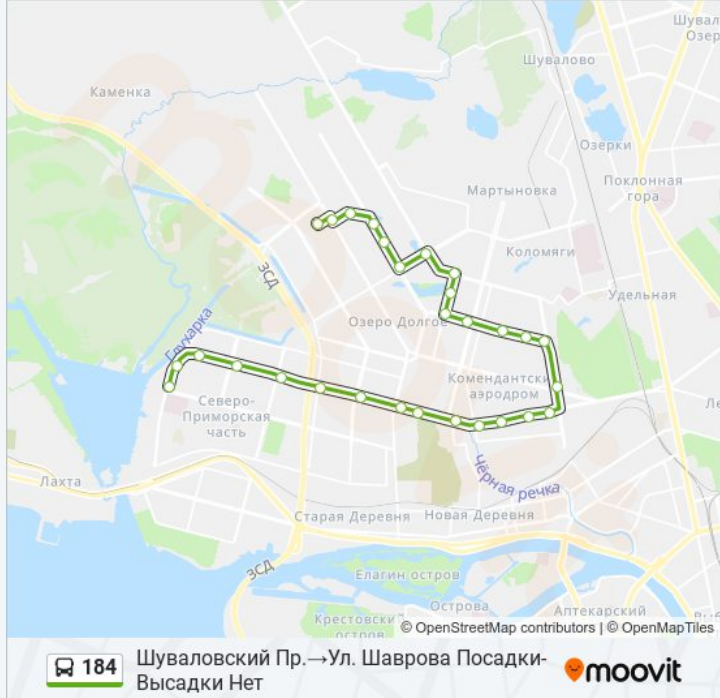 Шувал
Озер
Шувалово
Каменка
Озерки
Поклонная
гора
Мартыновка
Коломяги
ЗСД
Удельная
Глухарка
Озеро Долгое
Комендантски
аэродром
Северо-
Приморская
часть
Ле
Лахта
Чёрная речка
Старая Деревня
Новая Деревня
ЗСД
Елагин остров
Острова
Аптекарский
Крестовский
остров
© OpenStreetMap contributors | © OpenMapTiles
184
Шуваловский Пр.→Ул. Шаврова Посадки-
Высадки Нет
moovit